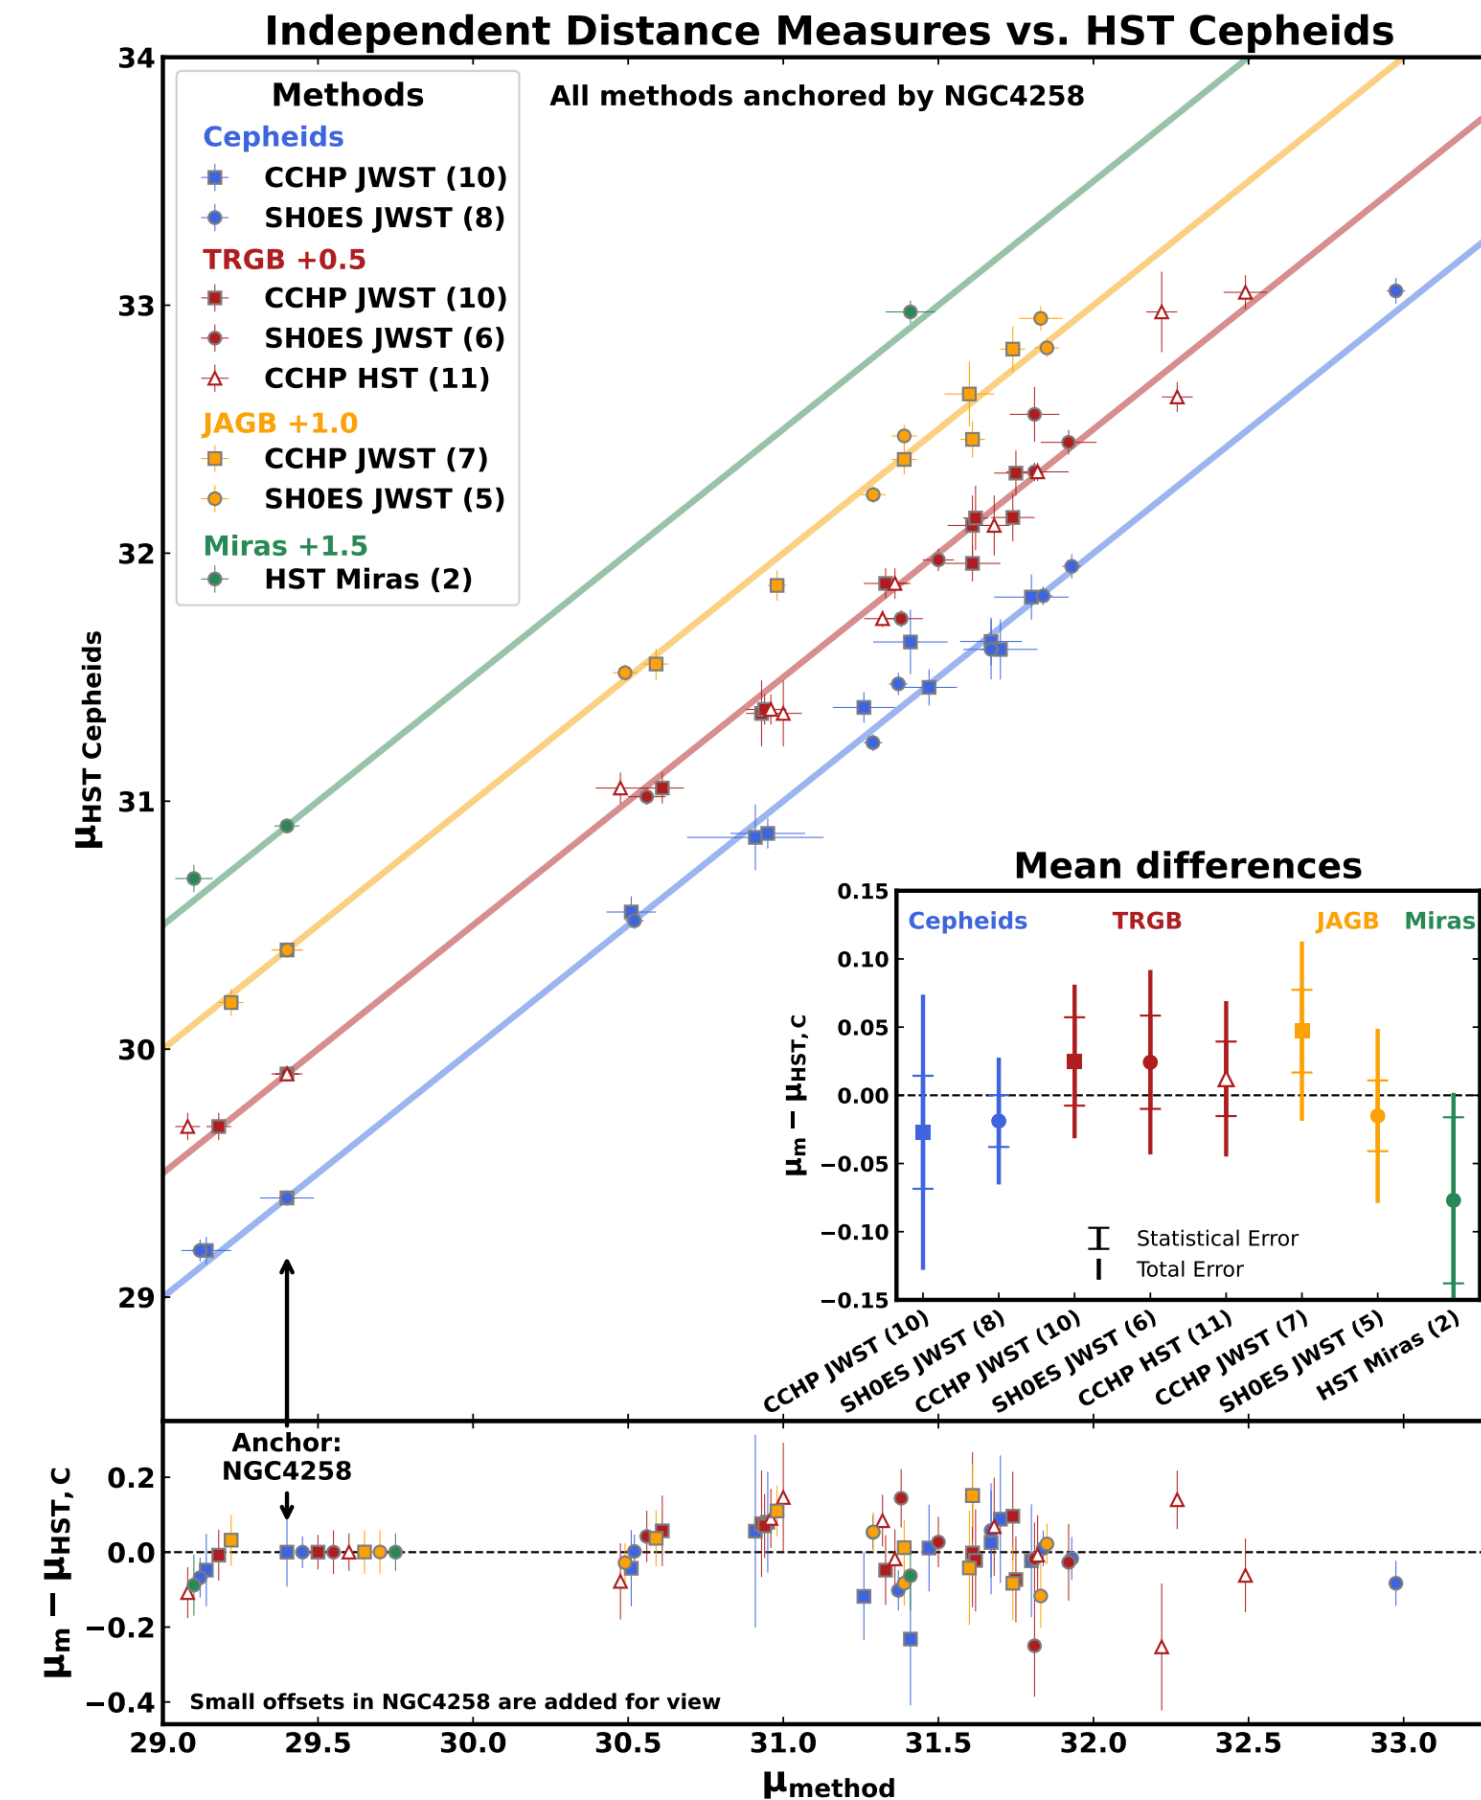 Independent Distance Measures vs. HST Cepheids
All methods anchored by NGC4258
Methods
Cepheids
CCHP JWST (10)
SH0ES JWST (8)
TRGB +0.5
CCHP JWST (10)
SH0ES JWST (6)
CCHP HST (11)
JAGB +1.0
CCHP JWST (7)
SH0ES JWST (5)
Miras +1.5
HST Miras (2)
34
33
32
31
30
29
μHST Cepheids
Mean differences
Cepheids TRGB JAGB Miras
0.15
0.10
0.05
0.00
−0.05
−0.10
−0.15
μm − μHST, C
Statistical Error
Total Error
CCHP JWST (10)
SH0ES JWST (8)
CCHP JWST (10)
SH0ES JWST (6)
CCHP HST (11)
CCHP JWST (7)
SH0ES JWST (5)
HST Miras (2)
Anchor:
NGC4258
0.2
0.0
−0.2
−0.4
μm − μHST, C
Small offsets in NGC4258 are added for view
29.0 29.5 30.0 30.5 31.0 31.5 32.0 32.5 33.0
μmethod